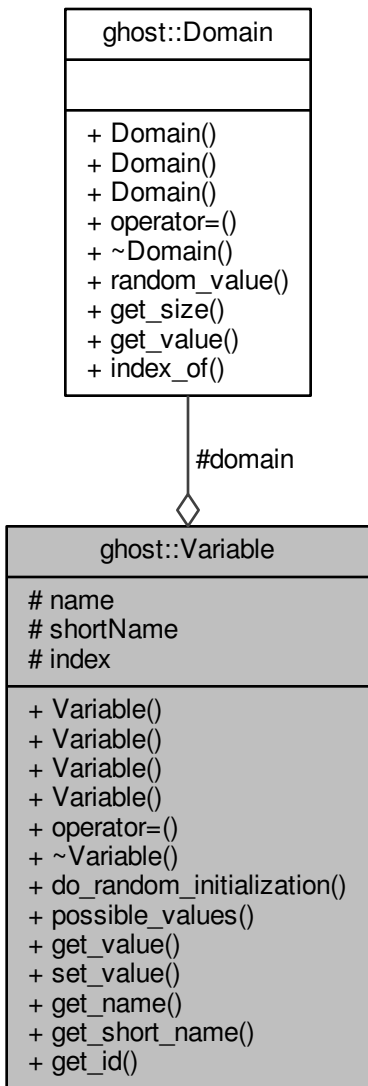 ghost::Domain
+ Domain()
+ Domain()
+ Domain()
+ operator=()
+ ~Domain()
+ random_value()
+ get_size()
+ get_value()
+ index_of()
#domain
ghost::Variable
# name
# shortName
# index
+ Variable()
+ Variable()
+ Variable()
+ Variable()
+ operator=()
+ ~Variable()
+ do_random_initialization()
+ possible_values()
+ get_value()
+ set_value()
+ get_name()
+ get_short_name()
+ get_id()